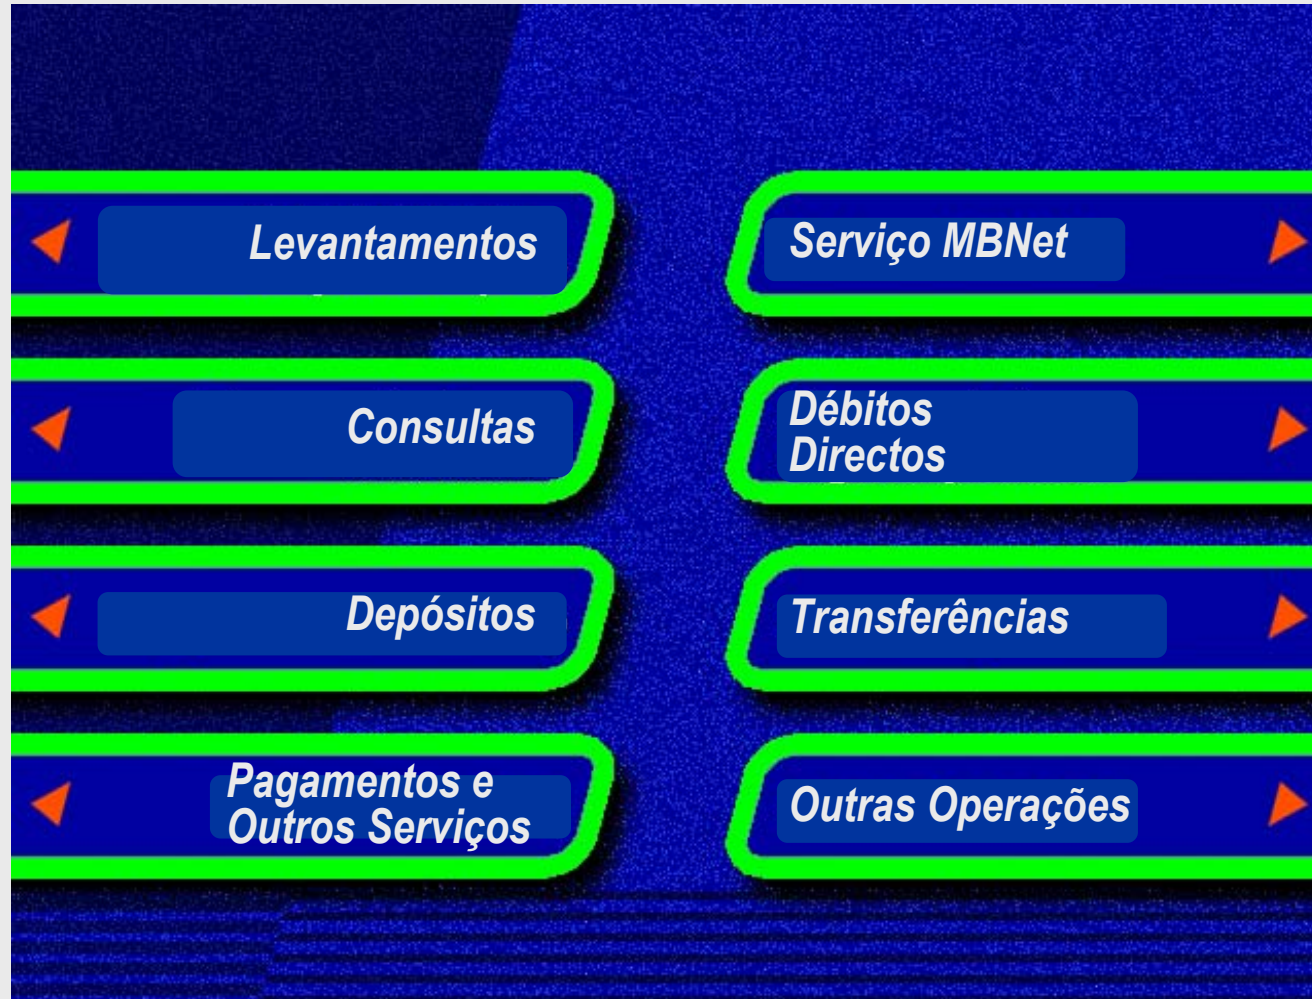 Levantamentos
Serviço MBNet
Consultas
Débitos
Directos
Depósitos
Transferências
Pagamentos e
Outros Serviços
Outras Operações